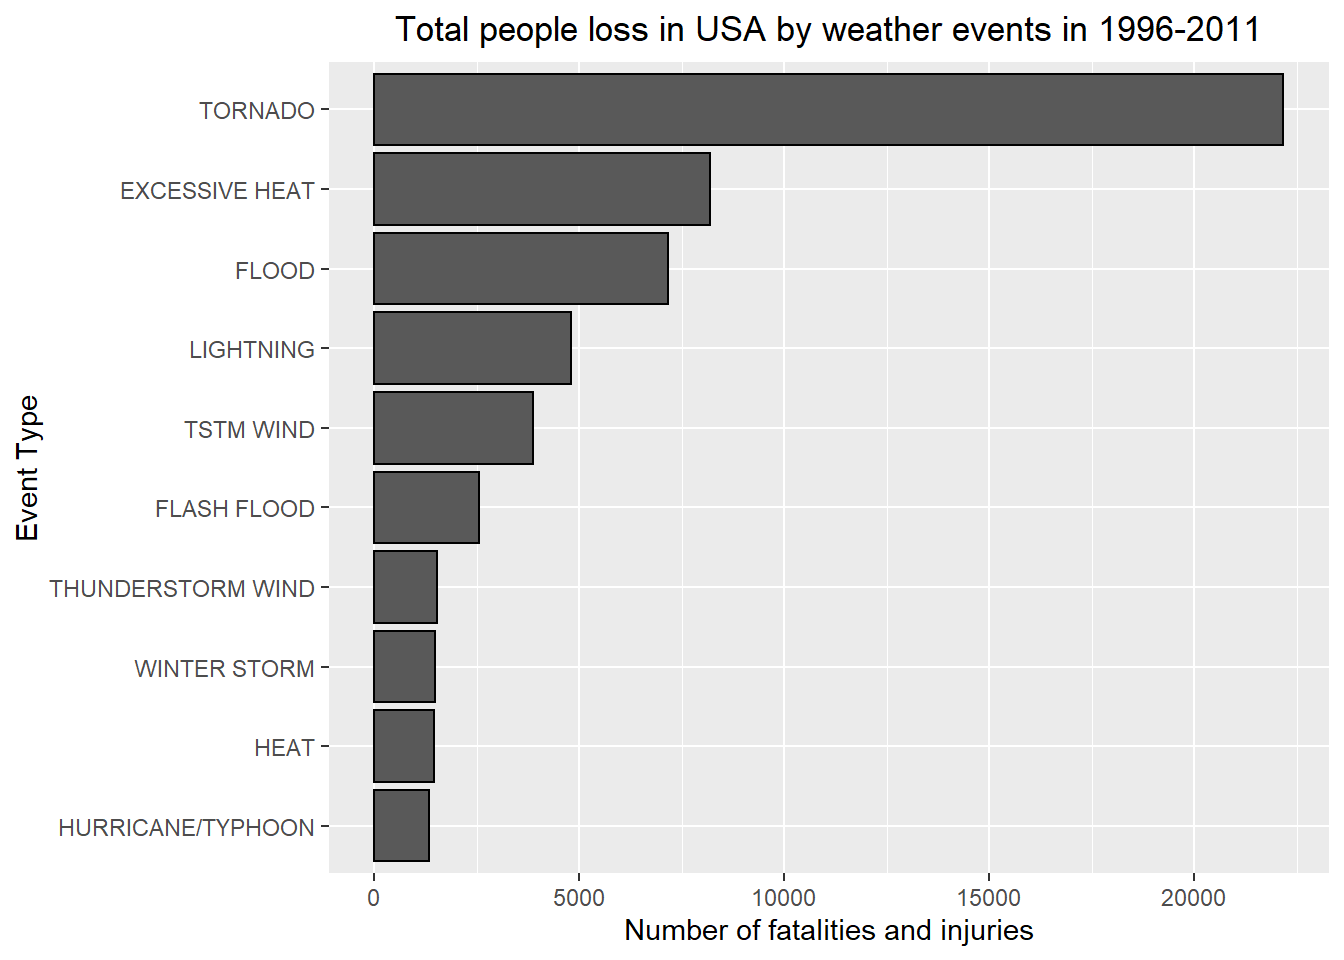 Total people loss in USA by weather events in 1996-2011
TORNADO
EXCESSIVE HEAT
FLOOD
LIGHTNING
TSTM WIND
FLASH FLOOD
THUNDERSTORM WIND
WINTER STORM
HEAT
HURRICANE/TYPHOON
Event Type
0 5000 10000 15000 20000
Number of fatalities and injuries